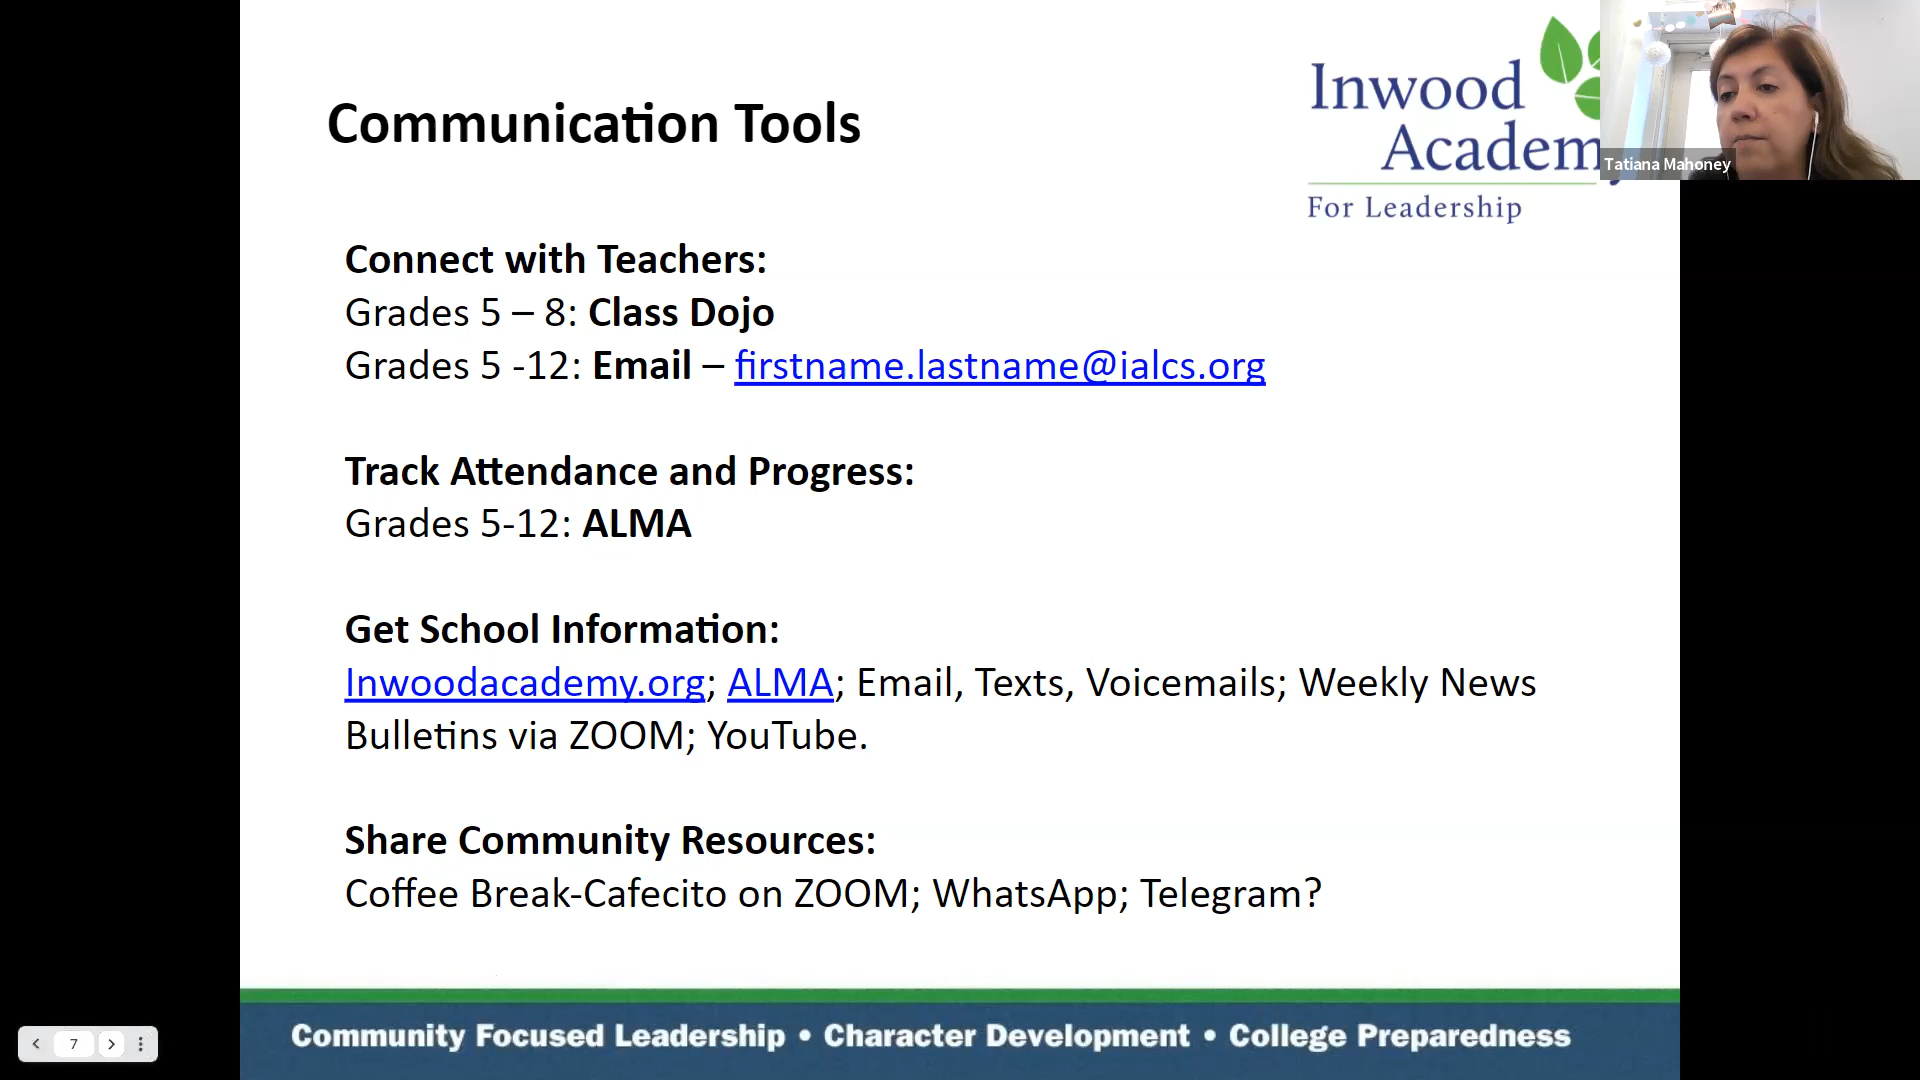 Communication Tools
Inwood
Academy
For Leadership
Tatiana Mahoney
Connect with Teachers:
Grades 5 – 8: Class Dojo
Grades 5 -12: Email – firstname.lastname@ialcs.org
Track Attendance and Progress:
Grades 5-12: ALMA
Get School Information:
Inwoodacademy.org; ALMA; Email, Texts, Voicemails; Weekly News
Bulletins via ZOOM; YouTube.
Share Community Resources:
Coffee Break-Cafecito on ZOOM; WhatsApp; Telegram?
Community Focused Leadership • Character Development • College Preparedness
7